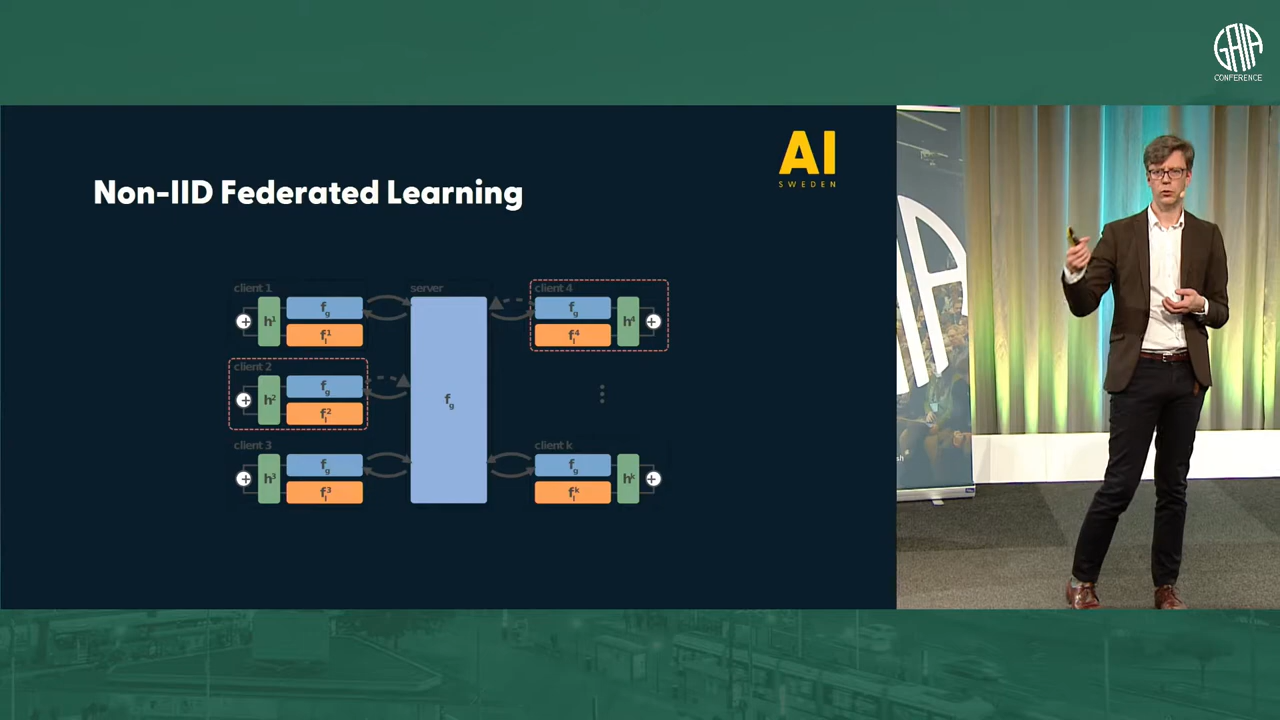 GAIA
CONFERENCE
AI
SWEDEN
Non-IID Federated Learning
client 1
server
client 4
h¹
f_g
f_l¹
f_g
f_l⁴
h⁴
client 2
h²
f_g
f_l²
f_g
client 3
client k
h³
f_g
f_l³
f_g
f_l^k
h^k